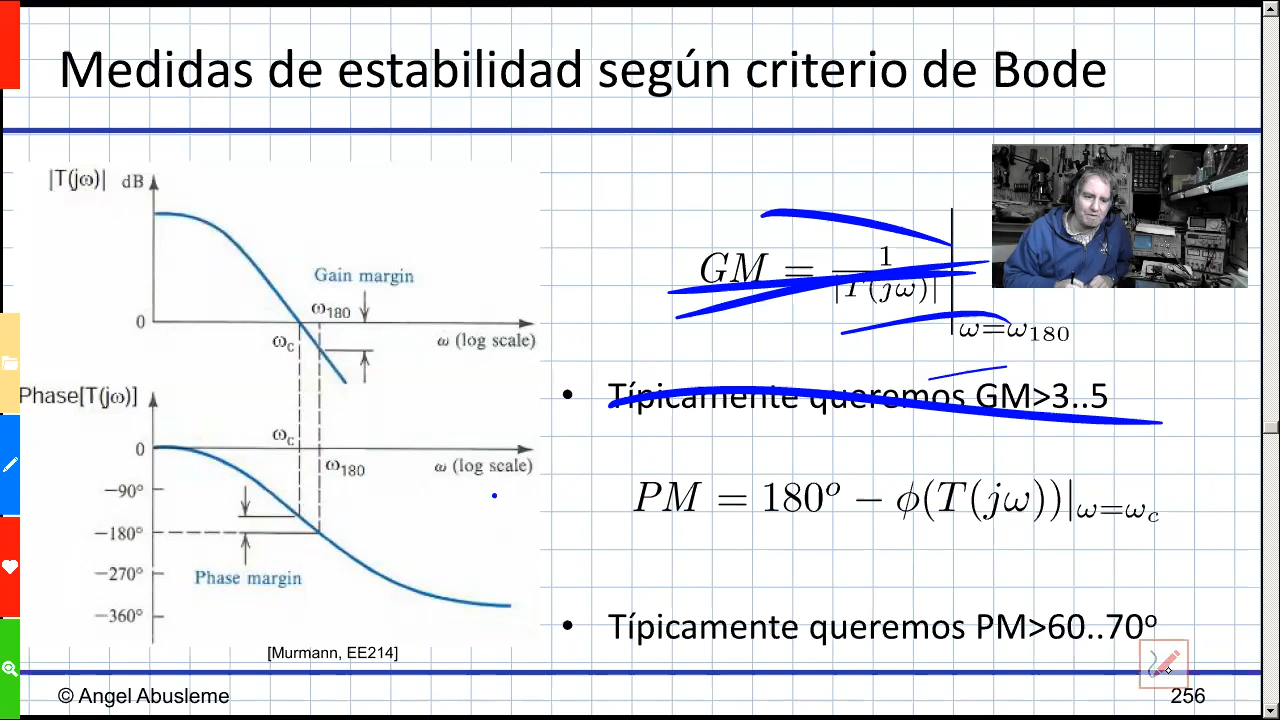 Medidas de estabilidad según criterio de Bode
|T(jω)| dB
Gain margin
ω180
0
ωc
ω (log scale)
Phase[T(jω)]
ωc
0
ω180
ω (log scale)
−90°
−180°
−270°
Phase margin
−360°
[Murmann, EE214]
GM = 1/|T(jω)| |ω=ω180
• Típicamente queremos GM>3..5
PM = 180º − ϕ(T(jω))|ω=ωc
• Típicamente queremos PM>60..70º
© Angel Abusleme
256